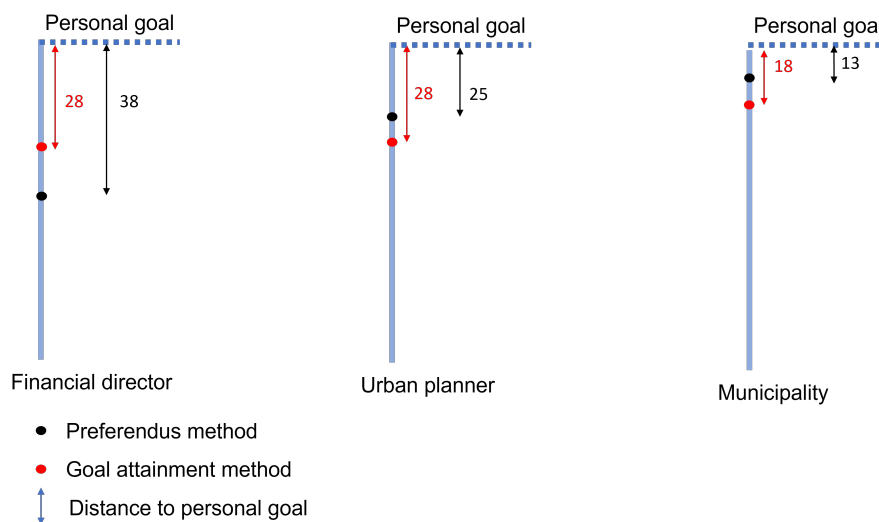 Personal goal
Personal goal
Personal goa
28
38
28
25
18
13
Financial director
Urban planner
Municipality
Preferendus method
Goal attainment method
Distance to personal goal